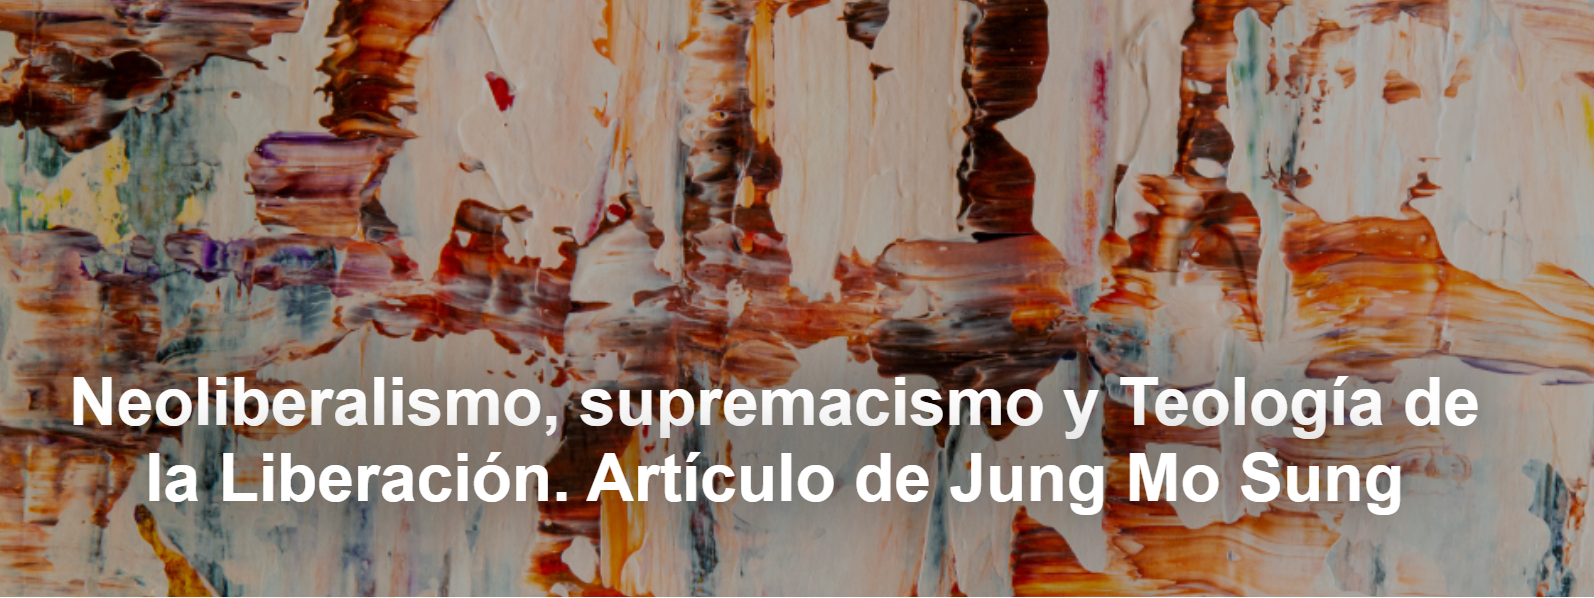 Neoliberalismo, supremacismo y Teología de
la Liberación. Artículo de Jung Mo Sung